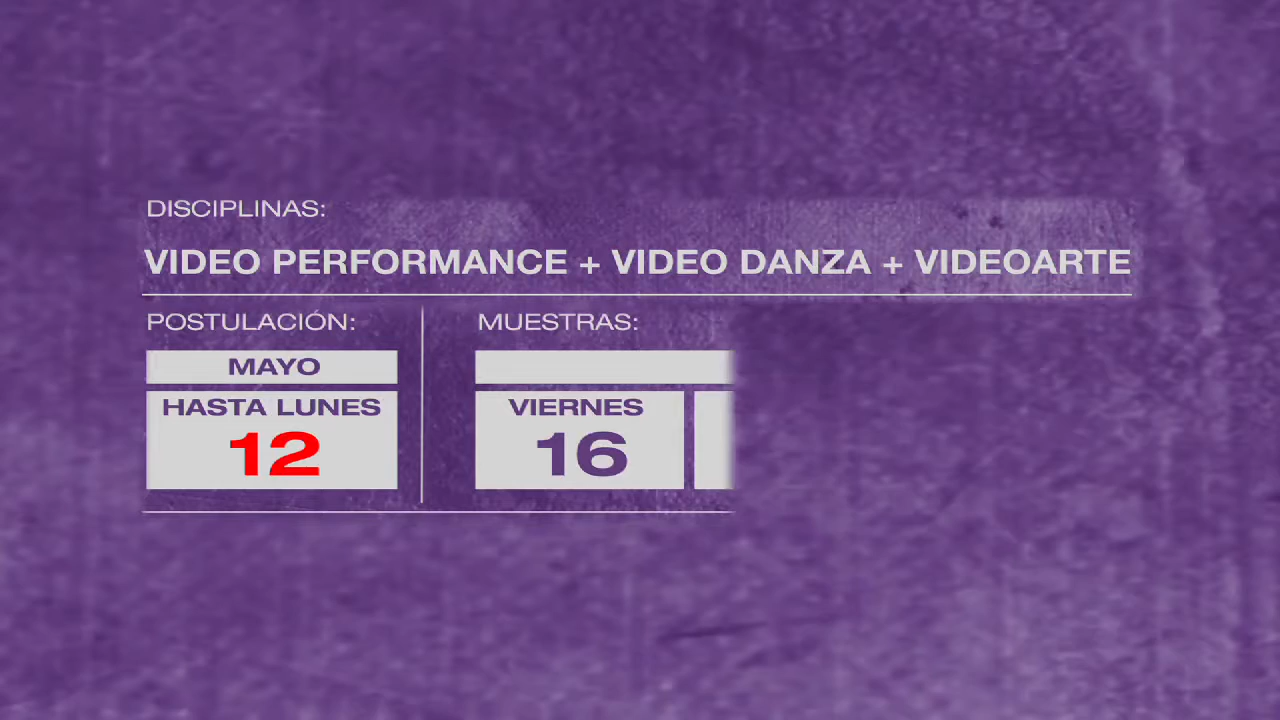 DISCIPLINAS:
VIDEO PERFORMANCE + VIDEO DANZA + VIDEOARTE
POSTULACIÓN:
MAYO
HASTA LUNES
12
MUESTRAS:
VIERNES
16